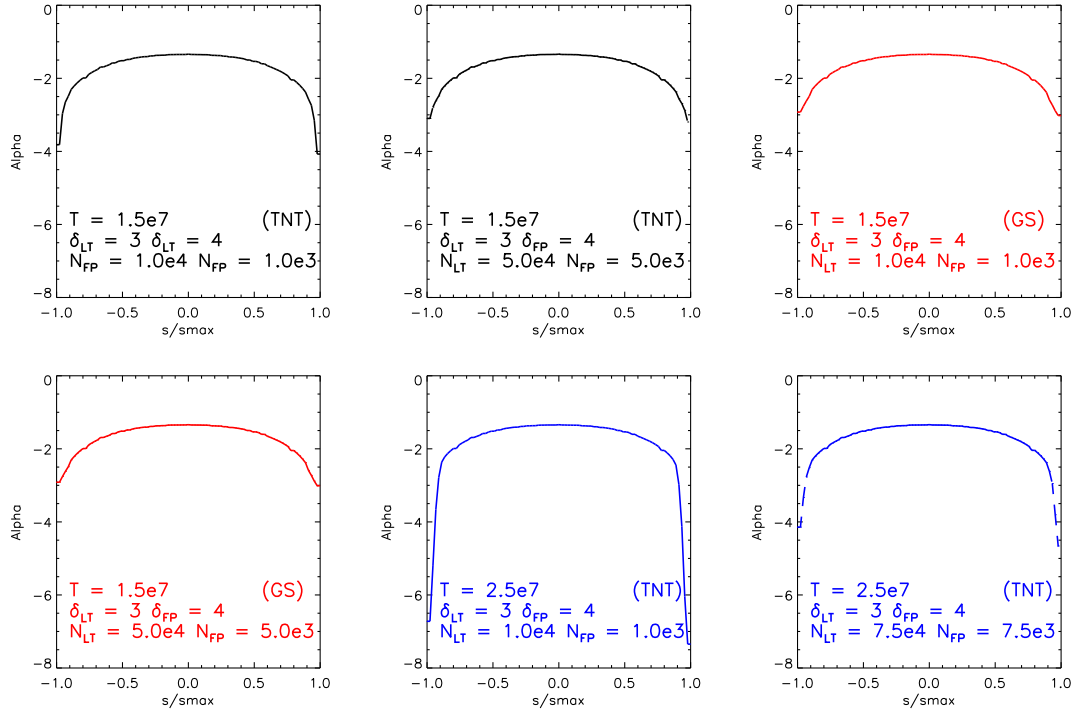 0
−2
−4
−6
−8
Alpha
T = 1.5e7 (TNT)
δLT = 3 δLT = 4
NFP = 1.0e4 NFP = 1.0e3
−1.0 −0.5 0.0 0.5 1.0
s/smax
0
−2
−4
−6
−8
Alpha
T = 1.5e7 (TNT)
δLT = 3 δFP = 4
NLT = 5.0e4 NFP = 5.0e3
−1.0 −0.5 0.0 0.5 1.0
s/smax
0
−2
−4
−6
−8
Alpha
T = 1.5e7 (GS)
δLT = 3 δFP = 4
NLT = 1.0e4 NFP = 1.0e3
−1.0 −0.5 0.0 0.5 1.0
s/smax
0
−2
−4
−6
−8
Alpha
T = 1.5e7 (GS)
δLT = 3 δFP = 4
NLT = 5.0e4 NFP = 5.0e3
−1.0 −0.5 0.0 0.5 1.0
s/smax
0
−2
−4
−6
−8
Alpha
T = 2.5e7 (TNT)
δLT = 3 δFP = 4
NLT = 1.0e4 NFP = 1.0e3
−1.0 −0.5 0.0 0.5 1.0
s/smax
0
−2
−4
−6
−8
Alpha
T = 2.5e7 (TNT)
δLT = 3 δFP = 4
NLT = 7.5e4 NFP = 7.5e3
−1.0 −0.5 0.0 0.5 1.0
s/smax